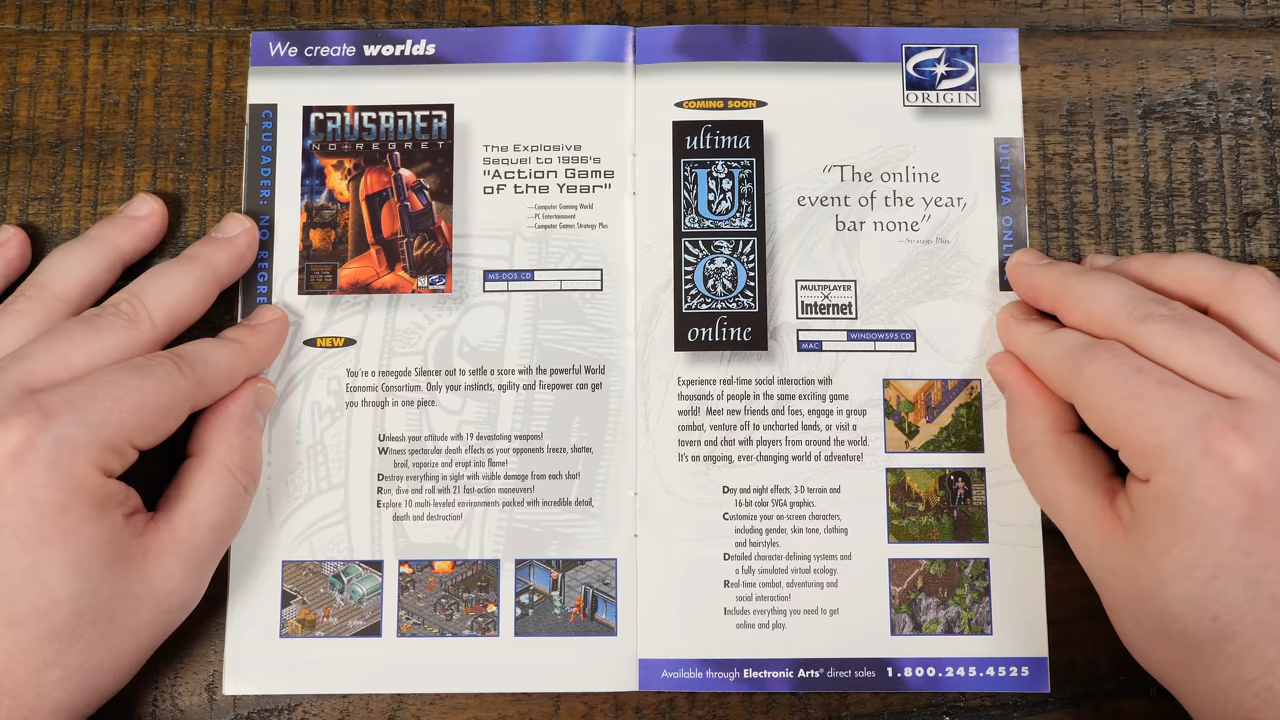 We create worlds
CRUSADER: NO REGRE
CRUSADER
NO REGRET
The Explosive
Sequel to 1996's
"Action Game
of the Year"
—Computer Gaming World
—PC Entertainment
—Computer Games Strategy Plus
MS-DOS CD
NEW
You're a renegade Silencer out to settle a score with the powerful World
Economic Consortium. Only your instincts, agility and firepower can get
you through in one piece.
Unleash your attitude with 19 devastating weapons!
Witness spectacular death effects as your opponents freeze, shatter,
broil, vaporize and erupt into flame!
Destroy everything in sight with visible damage from each shot!
Run, dive and roll with 21 fast-action maneuvers!
Explore 10 multi-leveled environments packed with incredible detail,
death and destruction!
ORIGIN
COMING SOON
ultima
U
O
online
"The online
event of the year,
bar none"
—Strategy Plus
MULTIPLAYER
Internet
WINDOWS95 CD
MAC
ULTIMA ONLI
Experience real-time social interaction with
thousands of people in the same exciting game
world! Meet new friends and foes, engage in group
combat, venture off to uncharted lands, or visit a
tavern and chat with players from around the world.
It's an ongoing, ever-changing world of adventure!
Day and night effects, 3-D terrain and
16-bit color SVGA graphics.
Customize your on-screen characters,
including gender, skin tone, clothing
and hairstyles.
Detailed character-defining systems and
a fully simulated virtual ecology.
Real-time combat, adventuring and
social interaction!
Includes everything you need to get
online and play.
Available through Electronic Arts® direct sales 1.800.245.4525